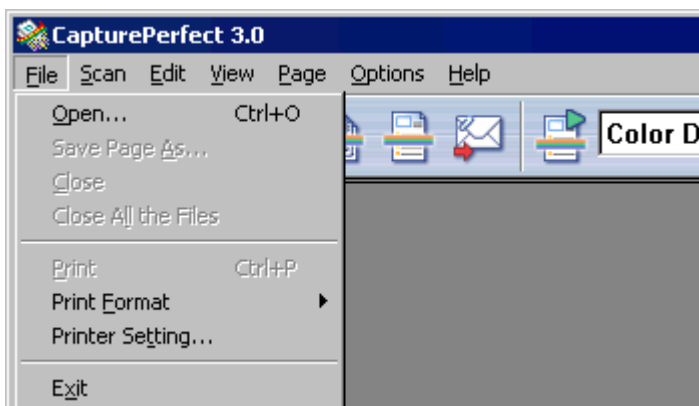 CapturePerfect 3.0
File Scan Edit View Page Options Help
Open... Ctrl+O
Color D
Save Page As...
Close
Close All the Files
Print Ctrl+P
Print Format
Printer Setting...
Exit